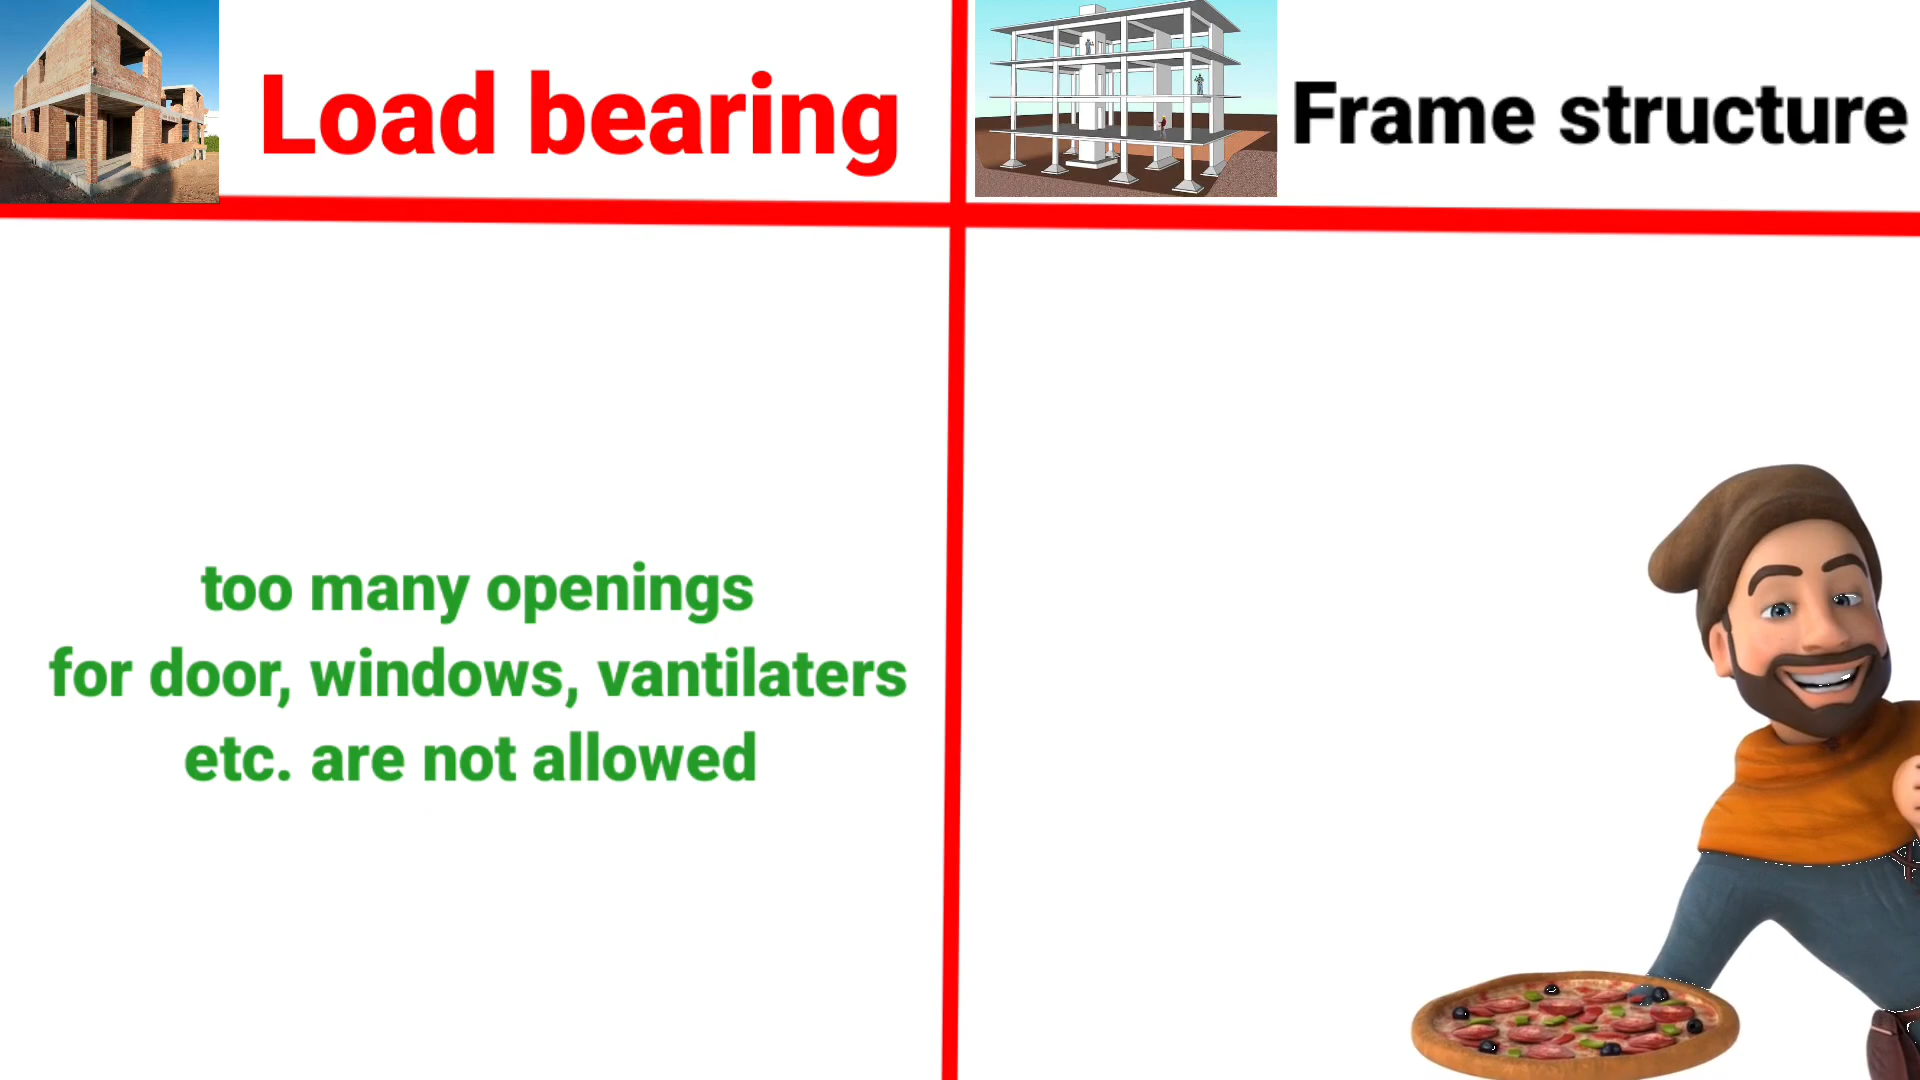 Load bearing
Frame structure
too many openings
for door, windows, vantilaters
etc. are not allowed